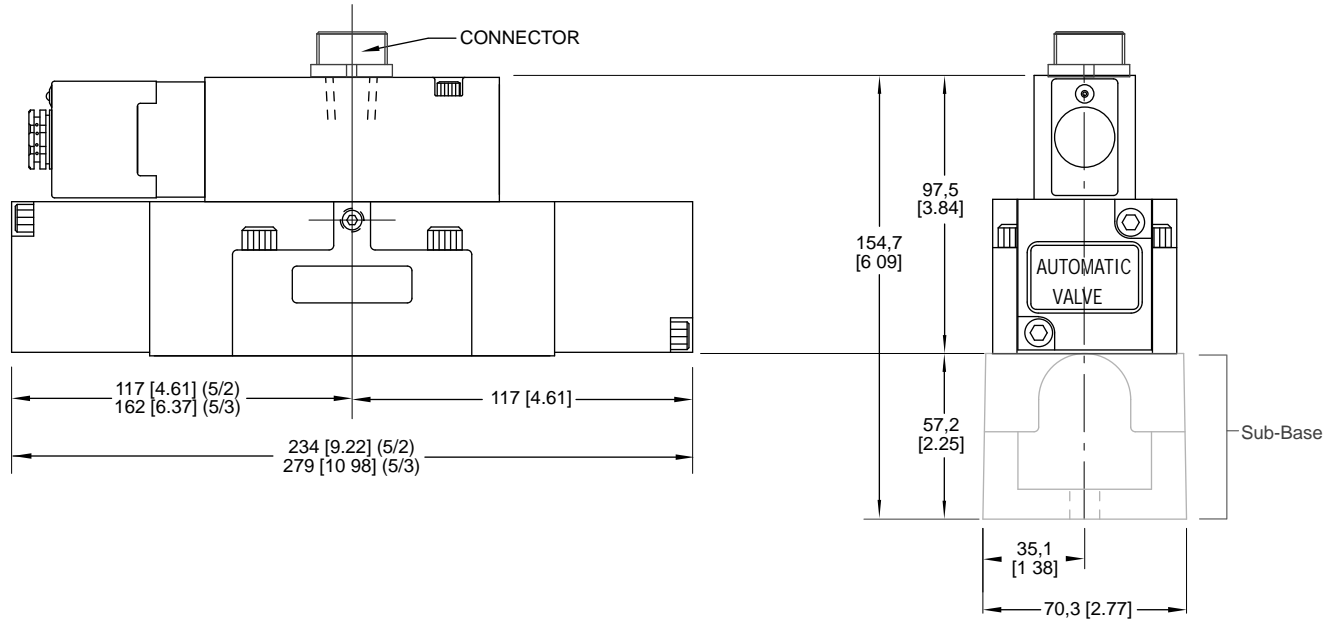 CONNECTOR
117 [4.61] (5/2)
162 [6.37] (5/3)
117 [4.61]
234 [9.22] (5/2)
279 [10 98] (5/3)
154,7
[6 09]
97,5
[3.84]
57,2
[2.25]
AUTOMATIC
VALVE
Sub-Base
35,1
[1 38]
70,3 [2.77]